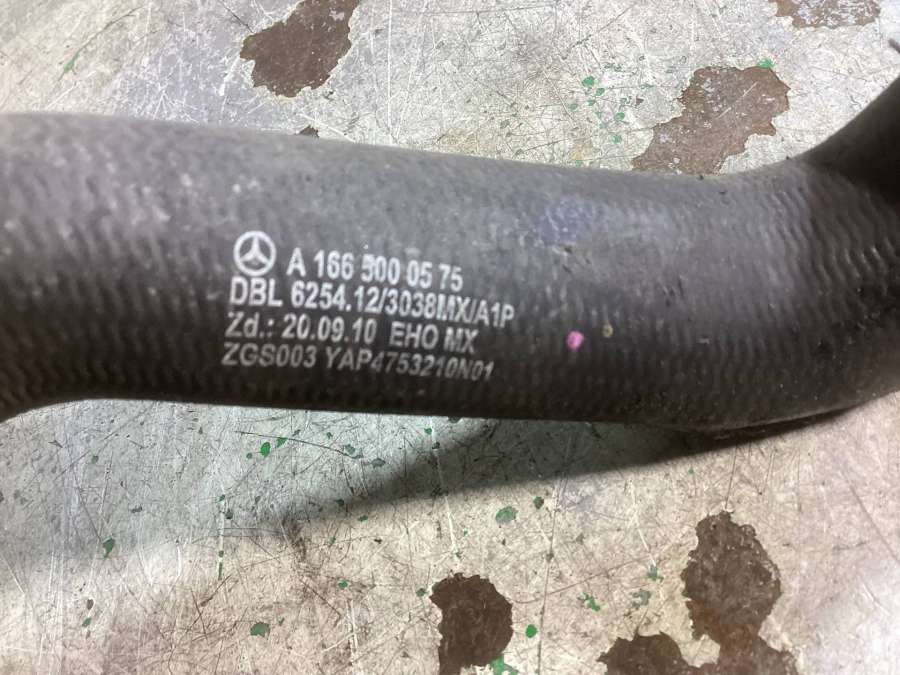 A 166 500 05 75
DBL 6254.12/3038MX/A1P
Zd.: 20.09.10 EHO MX
ZGS003 YAP4753210N01